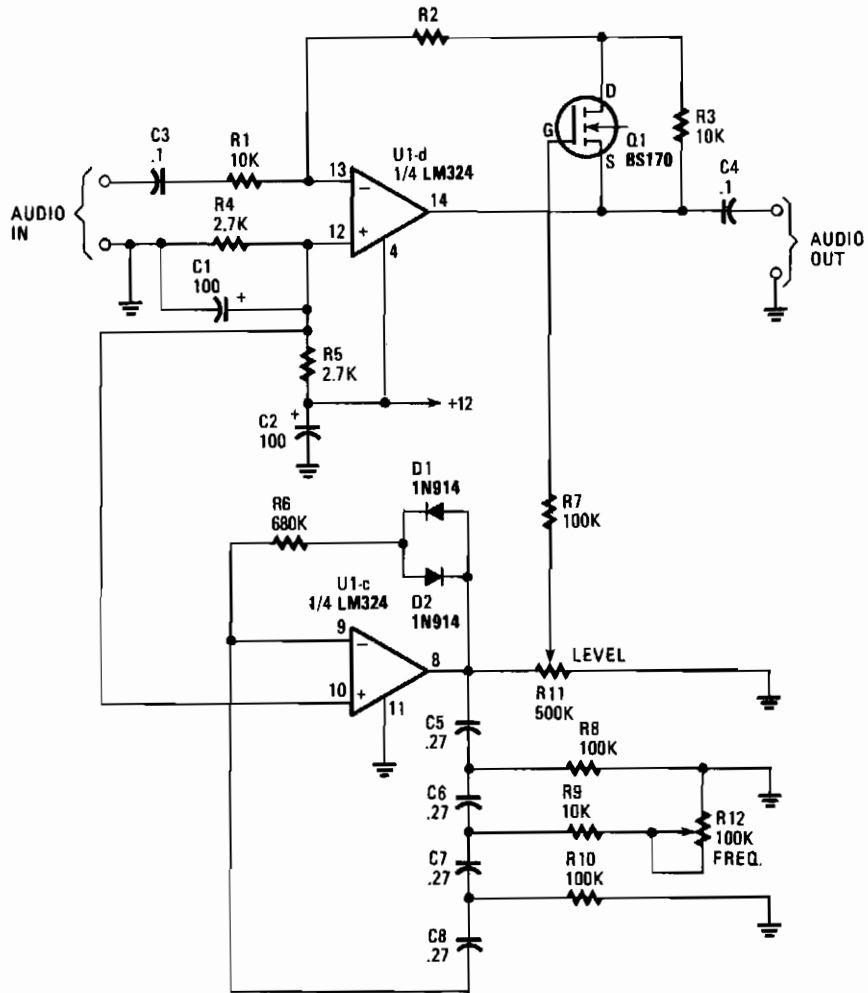 R2
D
G
S
Q1
BS170
R3
10K
C3
.1
R1
10K
U1-d
1/4 LM324
13
−
14
12
+
4
C4
.1
AUDIO
IN
R4
2.7K
C1
100
+
AUDIO
OUT
R5
2.7K
+12
+
C2
100
D1
1N914
R6
680K
D2
1N914
R7
100K
U1-c
1/4 LM324
9
−
8
10
+
11
LEVEL
R11
500K
C5
.27
R8
100K
C6
.27
R9
10K
R12
100K
FREQ.
C7
.27
R10
100K
C8
.27